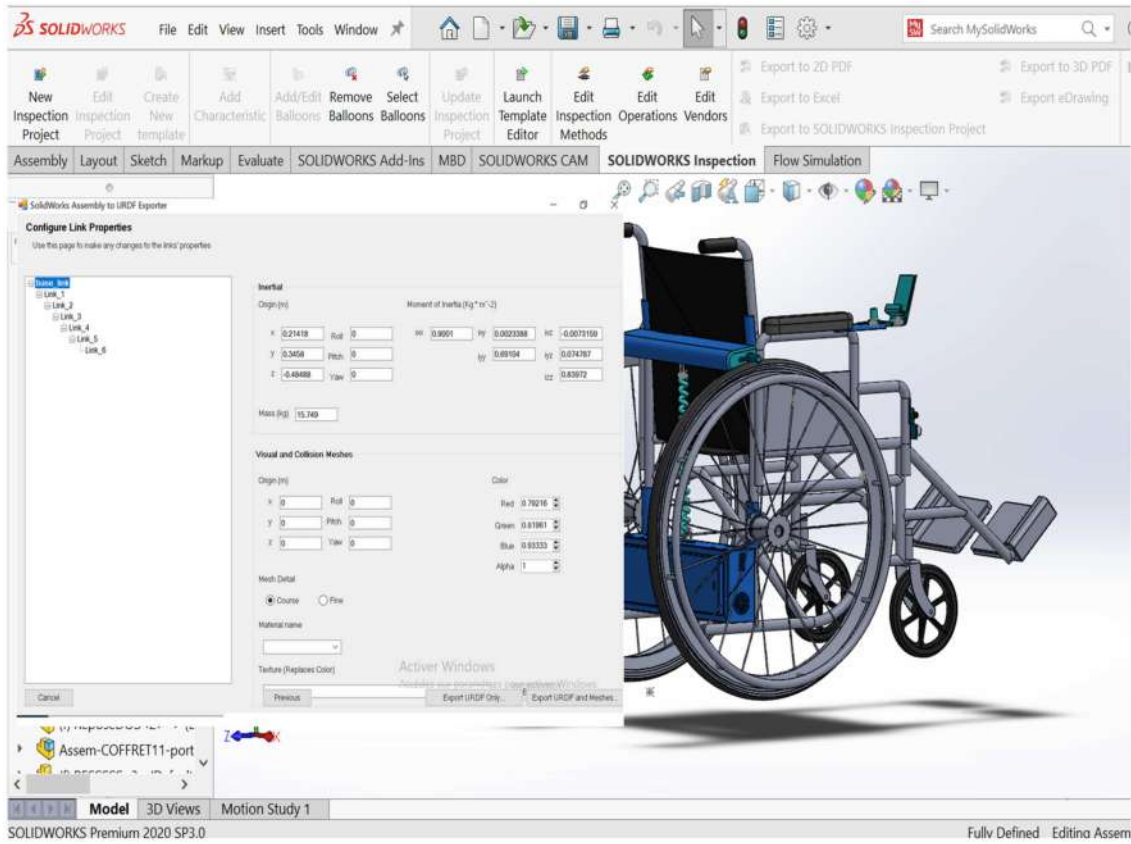 SOLIDWORKS File Edit View Insert Tools Window Search MySolidWorks
New Inspection Project
Edit Inspection Project
Create New template
Add Characteristic
Add/Edit Balloons
Remove Balloons
Select Balloons
Update Inspection Project
Launch Template Editor
Edit Inspection Methods
Edit Operations
Edit Vendors
Export to 2D PDF
Export to Excel
Export to SOLIDWORKS Inspection Project
Export to 3D PDF
Export eDrawing
Assembly Layout Sketch Markup Evaluate SOLIDWORKS Add-Ins MBD SOLIDWORKS CAM SOLIDWORKS Inspection Flow Simulation
SolidWorks Assembly to URDF Exporter
Configure Link Properties
Use this page to make any changes to the links' properties
base_link
Link_1
Link_2
Link_3
Link_4
Link_5
Link_6
Inertial
Origin (m) Moment of Inertia (Kg * m^-2)
x 0.21418 Roll 0 ixx 0.9001 ixy 0.0023388 ixz -0.0073159
y 0.3458 Pitch 0 iyy 0.69104 iyz 0.074787
z -0.48488 Yaw 0 izz 0.83972
Mass (kg) 15.749
Visual and Collision Meshes
Origin (m) Color
x 0 Roll 0 Red 0.79216
y 0 Pitch 0 Green 0.81961
z 0 Yaw 0 Blue 0.93333
Alpha 1
Mesh Detail
Course Fine
Material name
Texture (Replaces Color)
Activer Windows
Cancel Previous Export URDF Only... Export URDF and Meshes...
Assem-COFFRET11-port
Z X
Model 3D Views Motion Study 1
SOLIDWORKS Premium 2020 SP3.0 Fully Defined Editing Assem